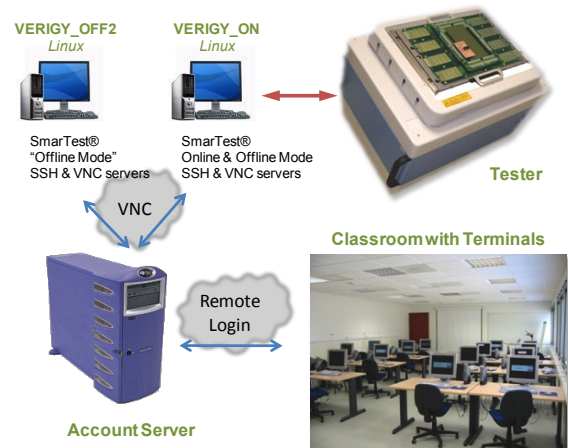 VERIGY_OFF2
Linux
VERIGY_ON
Linux
SmarTest®
“Offline Mode”
SSH & VNC servers
SmarTest®
Online & Offline Mode
SSH & VNC servers
Tester
VNC
Classroom with Terminals
Remote
Login
Account Server